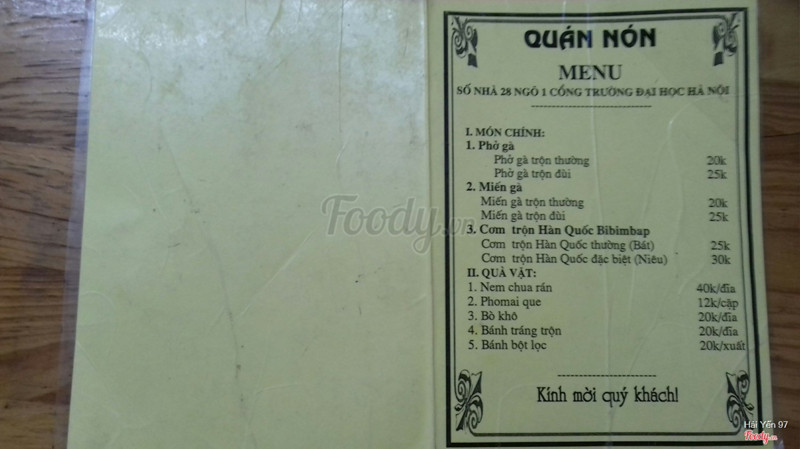 QUÁN NÓN
MENU
SỐ NHÀ 28 NGÕ 1 CỔNG TRƯỜNG ĐẠI HỌC HÀ NỘI
I. MÓN CHÍNH:
1. Phở gà
Phở gà trộn thường 20k
Phở gà trộn đùi 25k
2. Miến gà
Miến gà trộn thường 20k
Miến gà trộn đùi 25k
3. Cơm trộn Hàn Quốc Bibimbap
Cơm trộn Hàn Quốc thường (Bát) 25k
Cơm trộn Hàn Quốc đặc biệt (Niêu) 30k
II. QUÀ VẶT:
1. Nem chua rán 40k/đĩa
2. Phomai que 12k/cặp
3. Bò khô 20k/đĩa
4. Bánh tráng trộn 20k/đĩa
5. Bánh bột lọc 20k/xuất
Kính mời quý khách!
Foody.vn
Hải Yến 97
Foody.vn